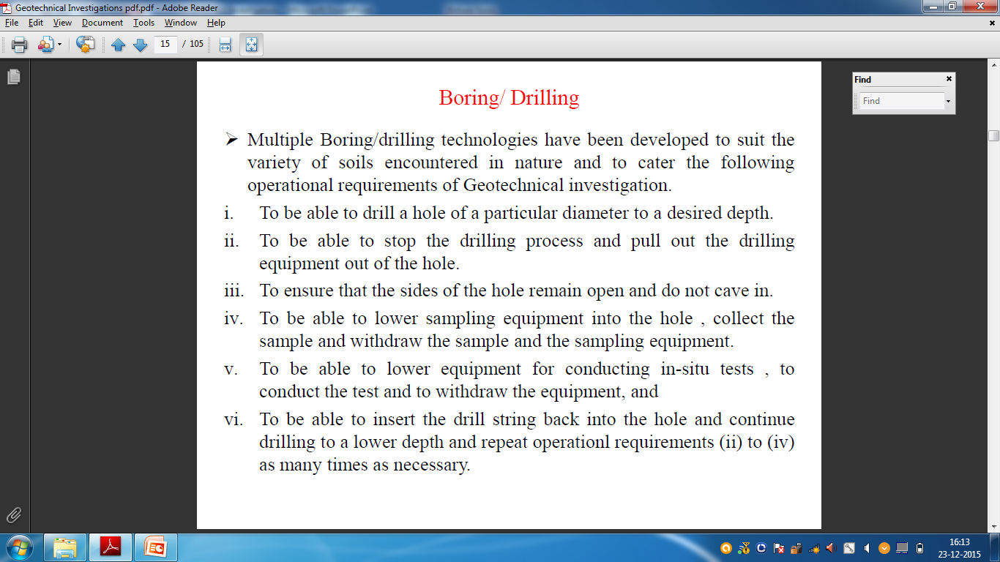 Geotechnical Investigations pdf.pdf - Adobe Reader
File Edit View Document Tools Window Help
15 / 105
Find
Find
Boring/ Drilling
➢ Multiple Boring/drilling technologies have been developed to suit the
variety of soils encountered in nature and to cater the following
operational requirements of Geotechnical investigation.
i. To be able to drill a hole of a particular diameter to a desired depth.
ii. To be able to stop the drilling process and pull out the drilling
equipment out of the hole.
iii. To ensure that the sides of the hole remain open and do not cave in.
iv. To be able to lower sampling equipment into the hole , collect the
sample and withdraw the sample and the sampling equipment.
v. To be able to lower equipment for conducting in-situ tests , to
conduct the test and to withdraw the equipment, and
vi. To be able to insert the drill string back into the hole and continue
drilling to a lower depth and repeat operationl requirements (ii) to (iv)
as many times as necessary.
16:13
23-12-2015